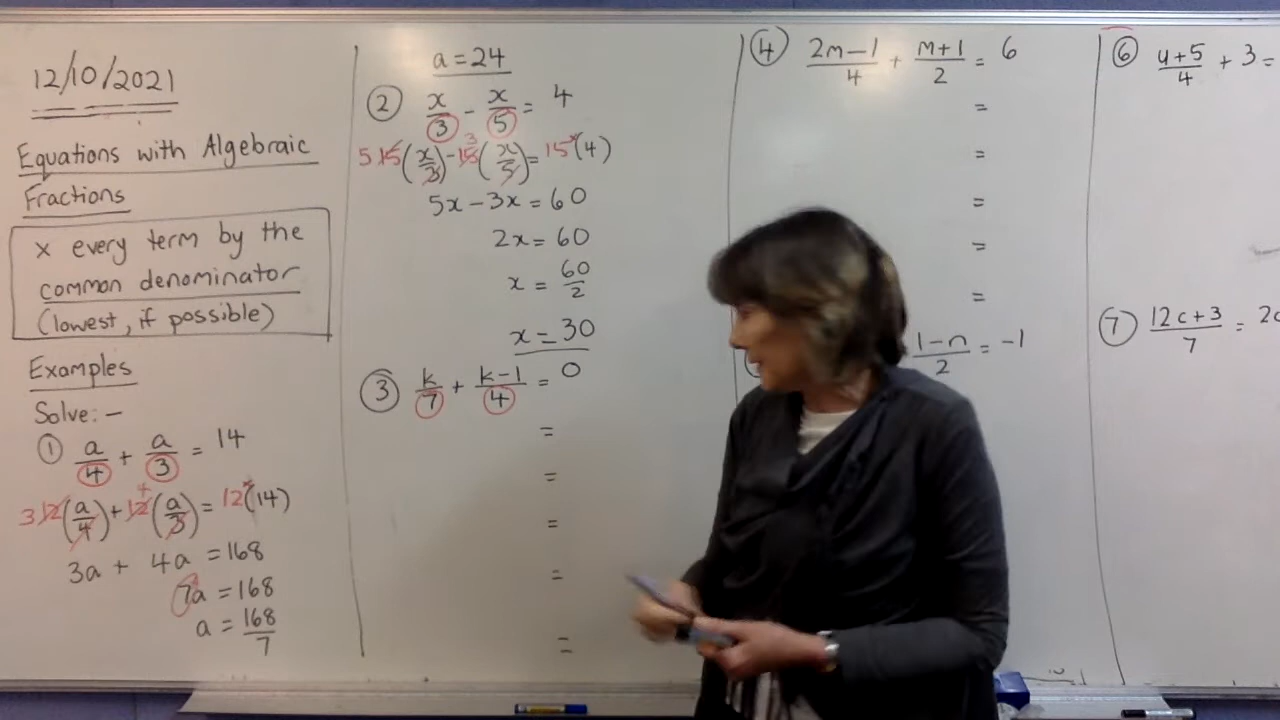 12/10/2021
Equations with Algebraic
Fractions
x every term by the
common denominator
(lowest, if possible)
Examples
Solve:-
① a/4 + a/3 = 14
3 12(a/4) + 4 12(a/3) = 12(14)
3a + 4a = 168
7a = 168
a = 168/7
a = 24
② x/3 - x/5 = 4
5 15(x/3) - 3 15(x/5) = 15(4)
5x - 3x = 60
2x = 60
x = 60/2
x = 30
③ k/7 + k-1/4 = 0
=
=
=
=
=
④ 2m-1/4 + m+1/2 = 6
=
=
=
=
=
1-n/2 = -1
⑥ u+5/4 + 3 =
⑦ 12c+3/7 = 2c